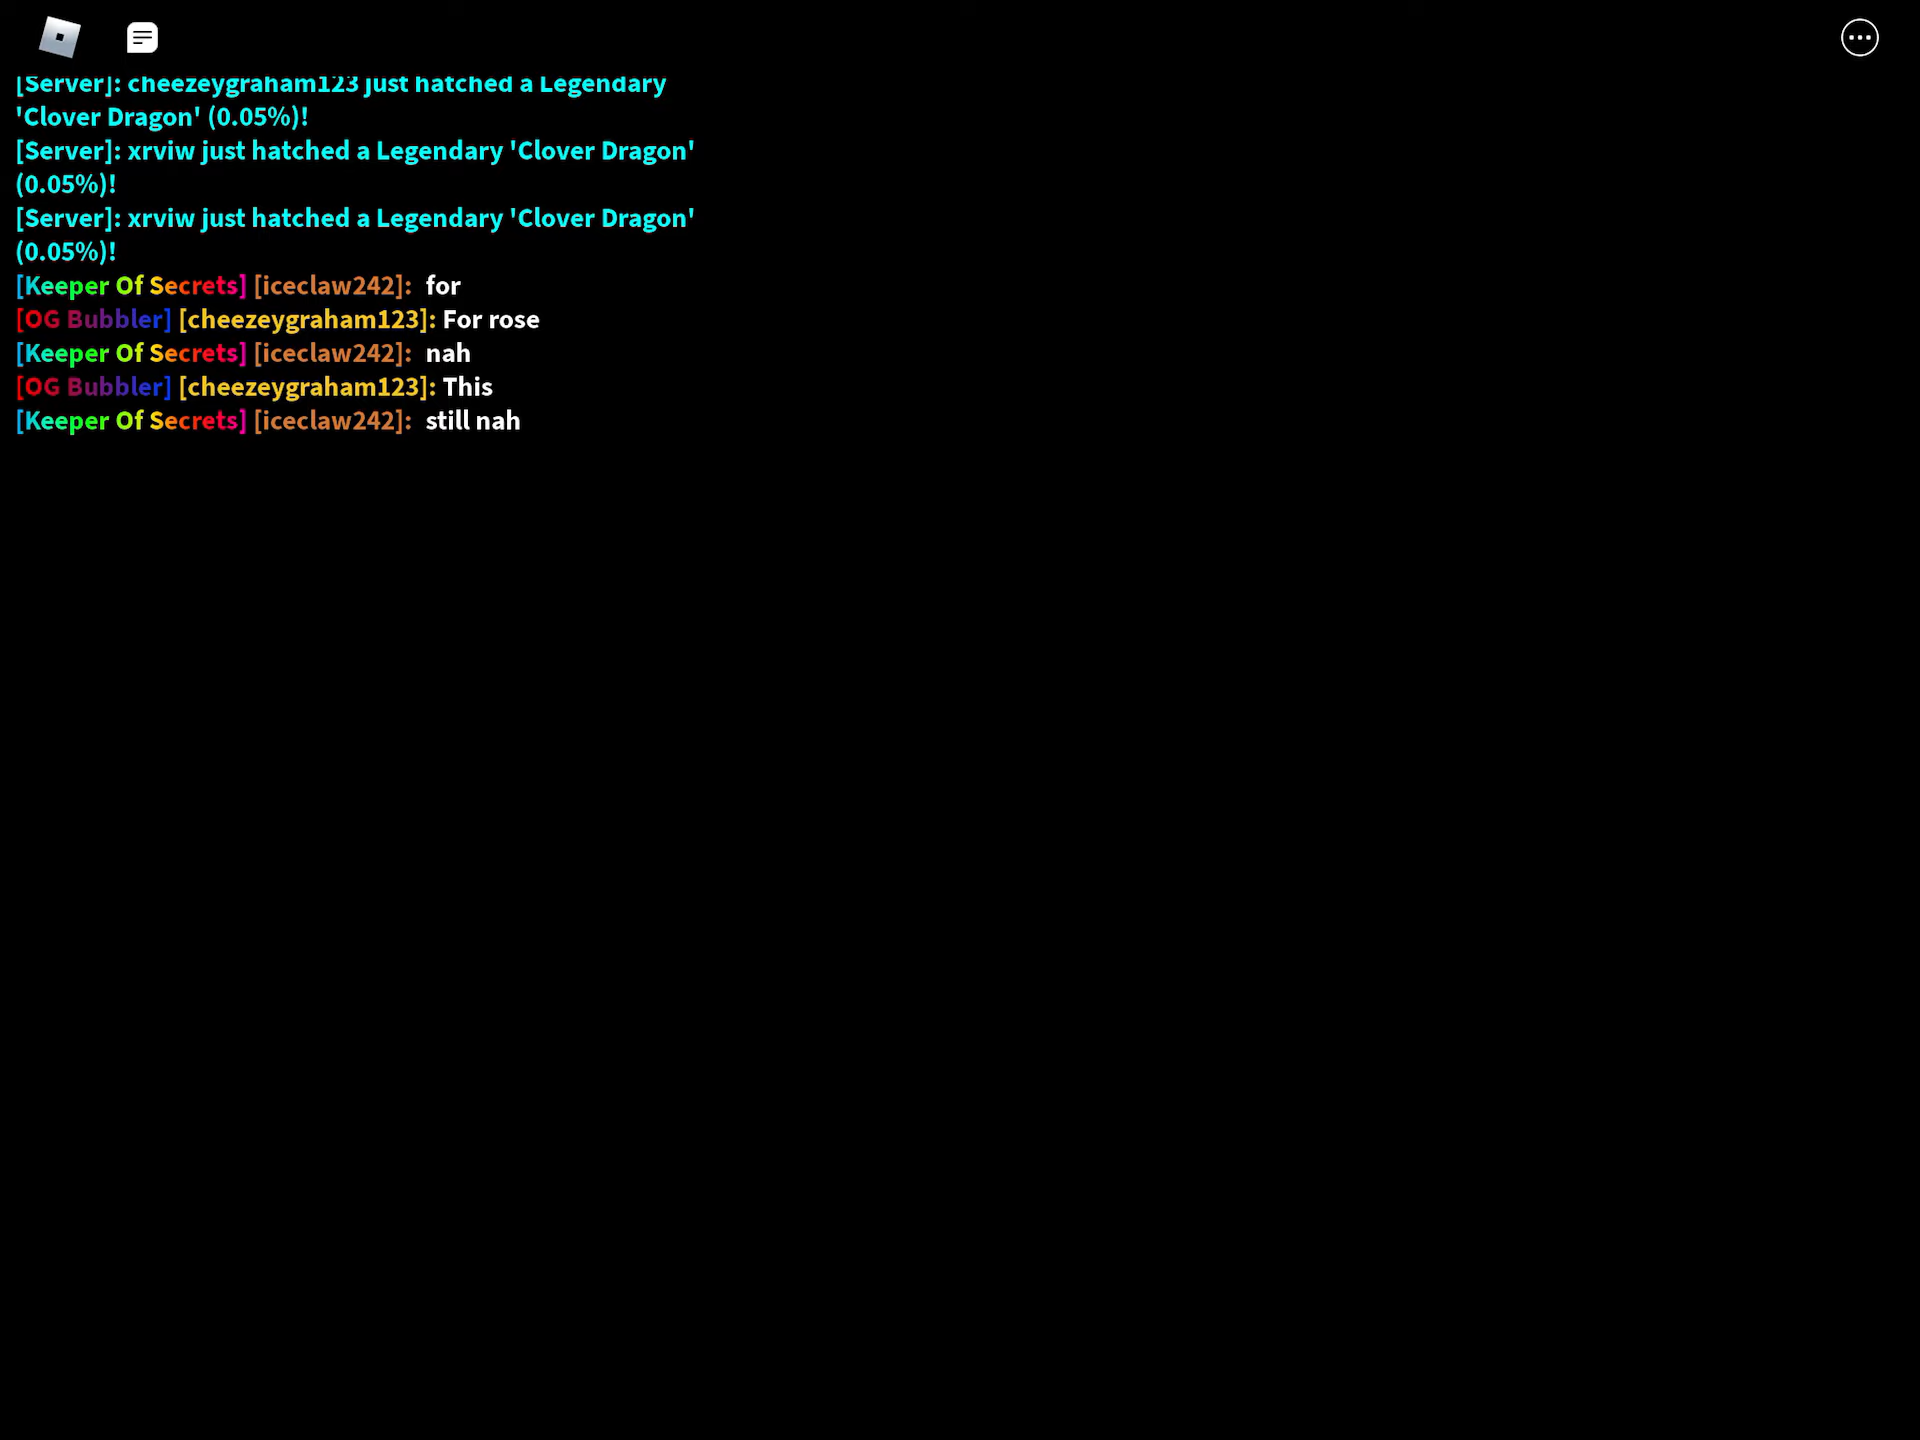 [Server]: cheezeygraham123 just hatched a Legendary
'Clover Dragon' (0.05%)!
[Server]: xrviw just hatched a Legendary 'Clover Dragon'
(0.05%)!
[Server]: xrviw just hatched a Legendary 'Clover Dragon'
(0.05%)!
[Keeper Of Secrets] [iceclaw242]: for
[OG Bubbler] [cheezeygraham123]: For rose
[Keeper Of Secrets] [iceclaw242]: nah
[OG Bubbler] [cheezeygraham123]: This
[Keeper Of Secrets] [iceclaw242]: still nah